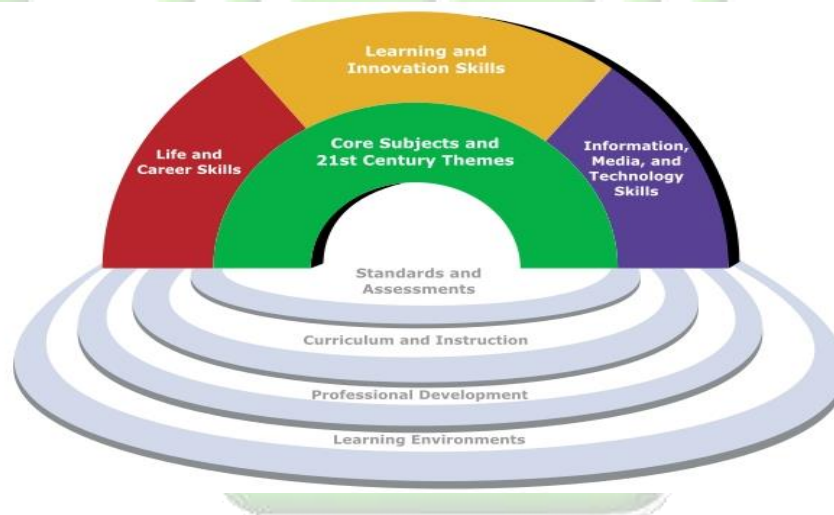 Learning and
Innovation Skills
Core Subjects and
21st Century Themes
Life and
Career Skills
Information,
Media, and
Technology
Skills
Standards and
Assessments
Curriculum and Instruction
Professional Development
Learning Environments